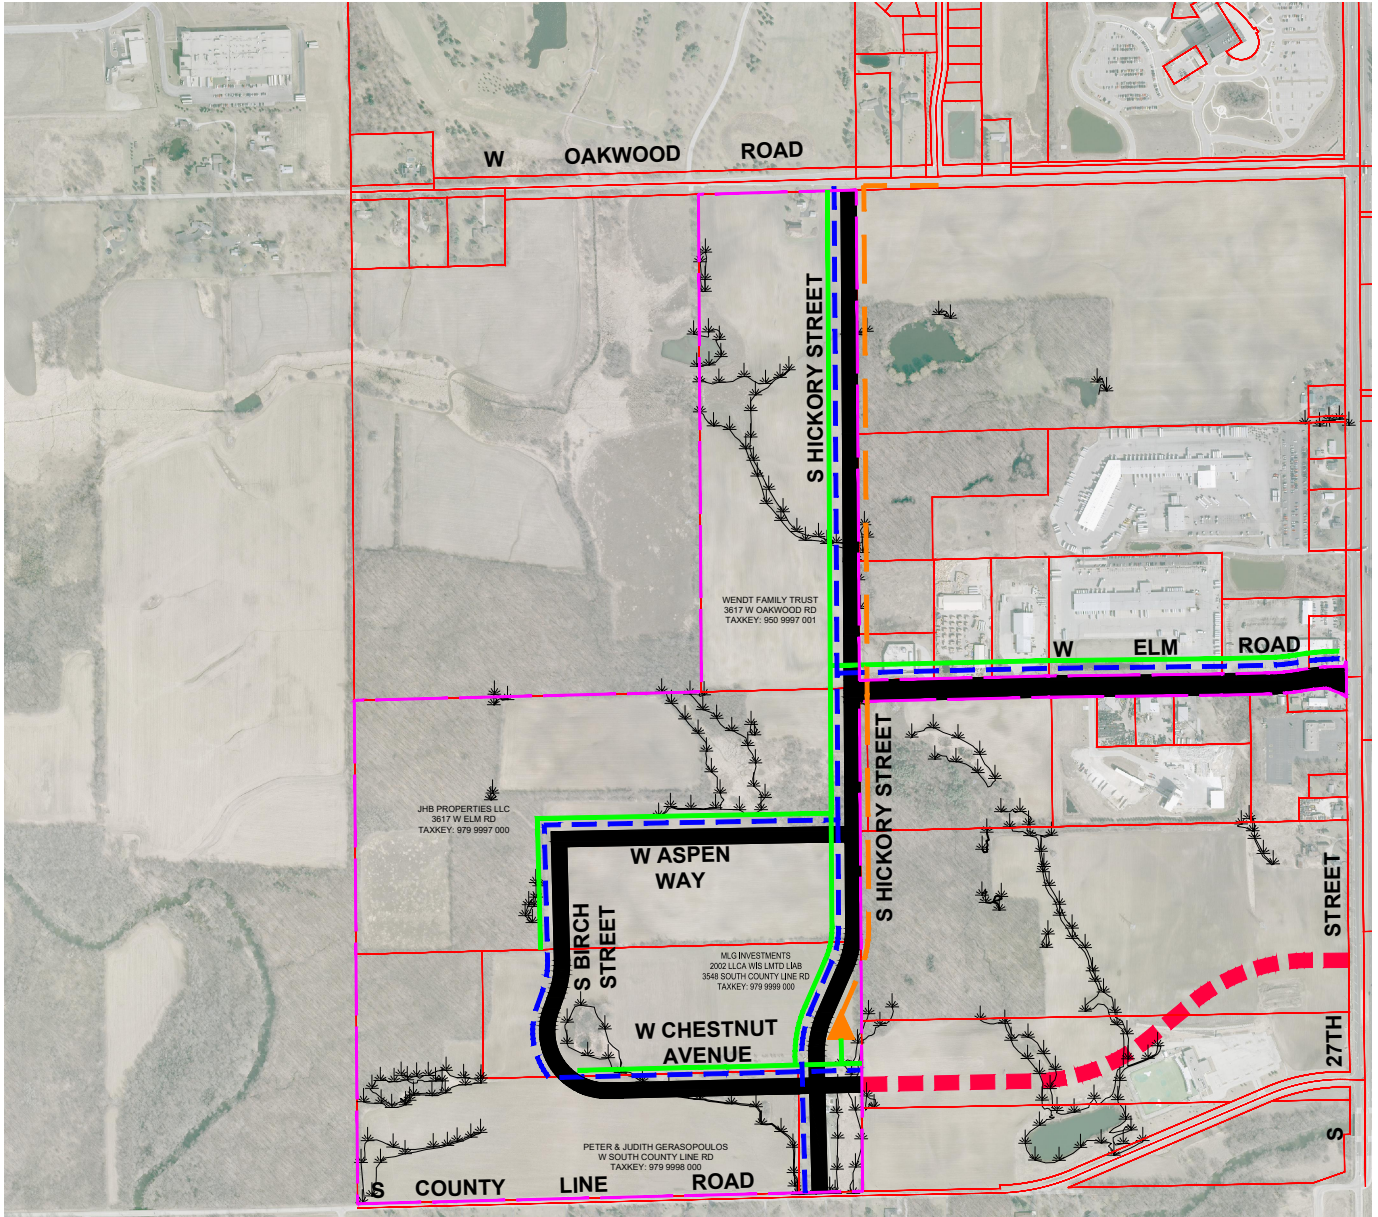 W OAKWOOD ROAD
S HICKORY STREET
WENDT FAMILY TRUST
3617 W OAKWOOD RD
TAXKEY: 950 9997 001
W ELM ROAD
S HICKORY STREET
JHB PROPERTIES LLC
3617 W ELM RD
TAXKEY: 979 9997 000
W ASPEN
WAY
S BIRCH
STREET
MLG INVESTMENTS
2002 LLCA WIS LMTD LIAB
3548 SOUTH COUNTY LINE RD
TAXKEY: 979 9999 000
W CHESTNUT
AVENUE
S 27TH STREET
PETER & JUDITH GERASOPOULOS
W SOUTH COUNTY LINE RD
TAXKEY: 979 9998 000
S COUNTY LINE ROAD